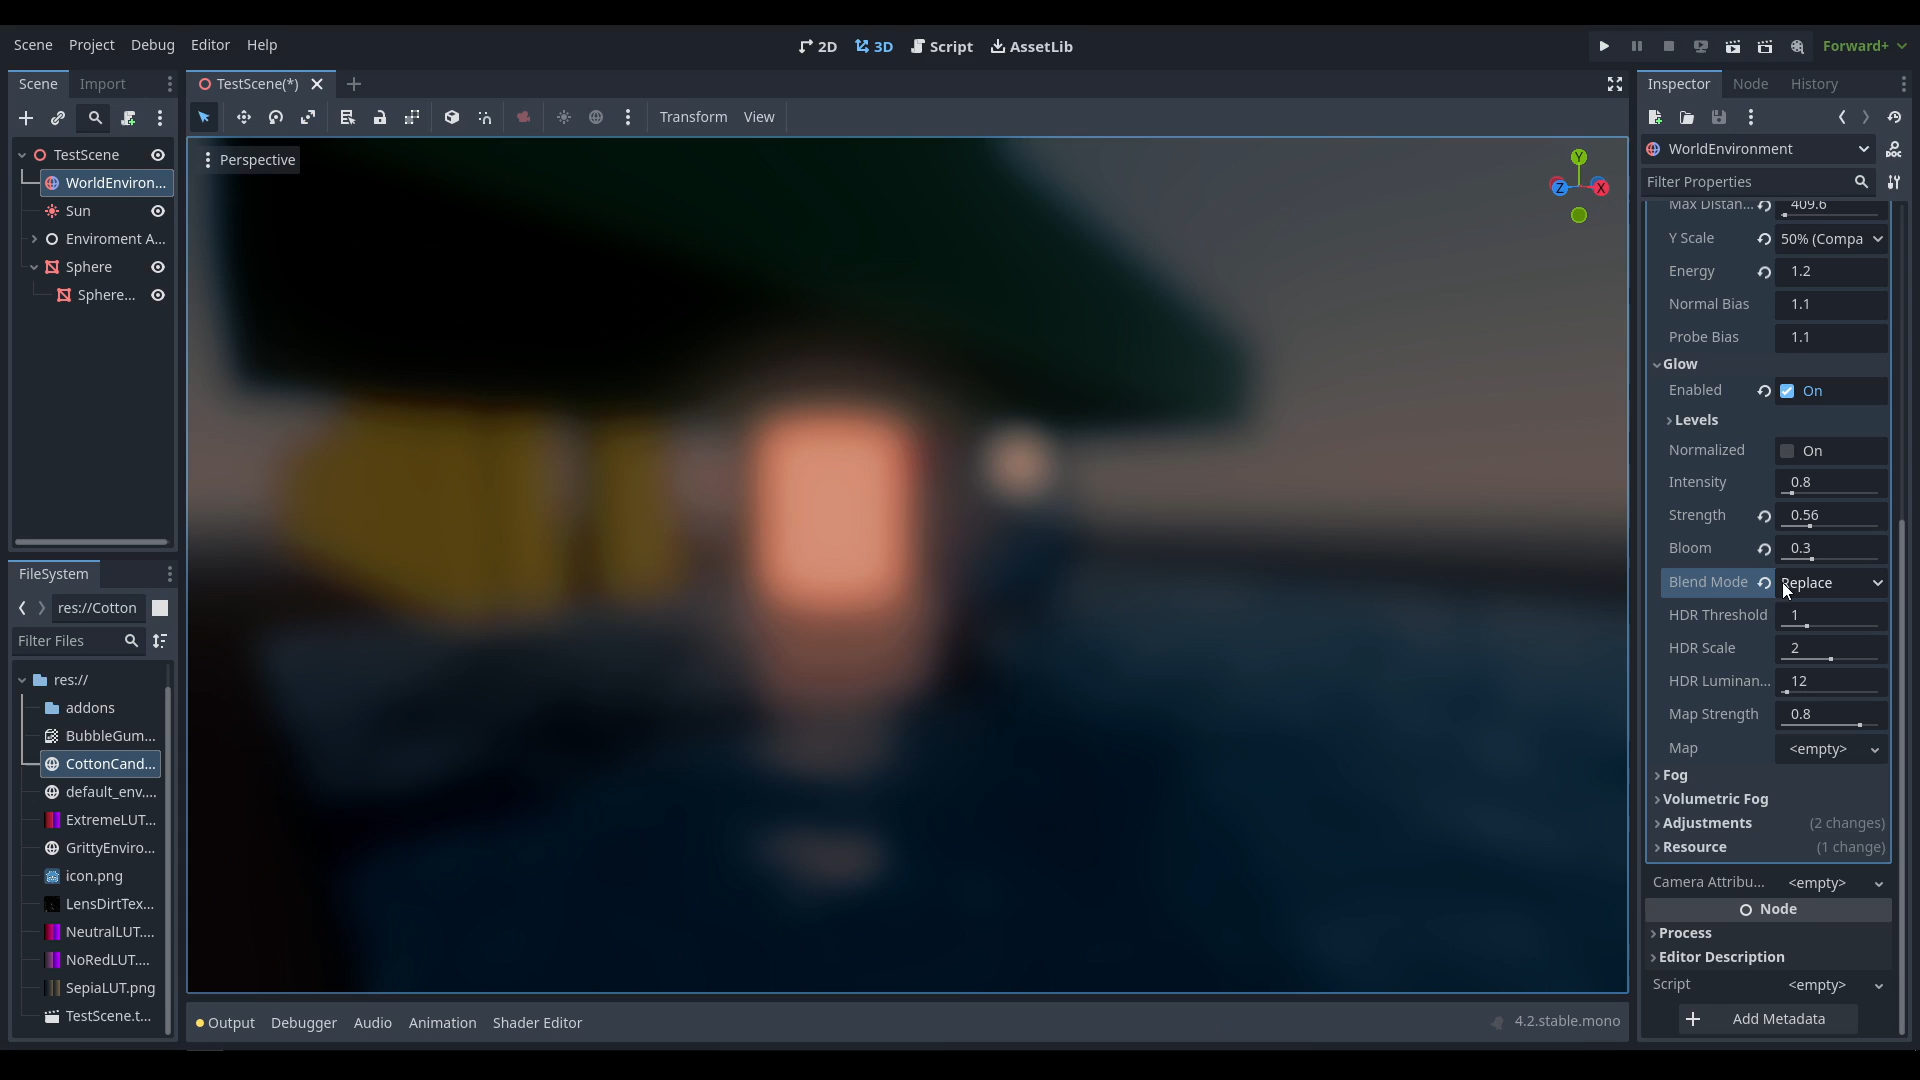 Scene Project Debug Editor Help
2D 3D Script AssetLib
Forward+
Scene Import
TestScene
WorldEnviron...
Sun
Enviroment A...
Sphere
Sphere...
FileSystem
res://Cotton
Filter Files
res://
addons
BubbleGum...
CottonCand...
default_env....
ExtremeLUT...
GrittyEnviro...
icon.png
LensDirtTex...
NeutralLUT....
NoRedLUT....
SepiaLUT.png
TestScene.t...
TestScene(*)
Transform View
Perspective
Y
Z X
Output Debugger Audio Animation Shader Editor
4.2.stable.mono
Inspector Node History
WorldEnvironment
DOC
Filter Properties
Max Distan... 409.6
Y Scale 50% (Compa
Energy 1.2
Normal Bias 1.1
Probe Bias 1.1
Glow
Enabled On
Levels
Normalized On
Intensity 0.8
Strength 0.56
Bloom 0.3
Blend Mode Replace
HDR Threshold 1
HDR Scale 2
HDR Luminan... 12
Map Strength 0.8
Map <empty>
Fog
Volumetric Fog
Adjustments (2 changes)
Resource (1 change)
Camera Attribu... <empty>
Node
Process
Editor Description
Script <empty>
Add Metadata